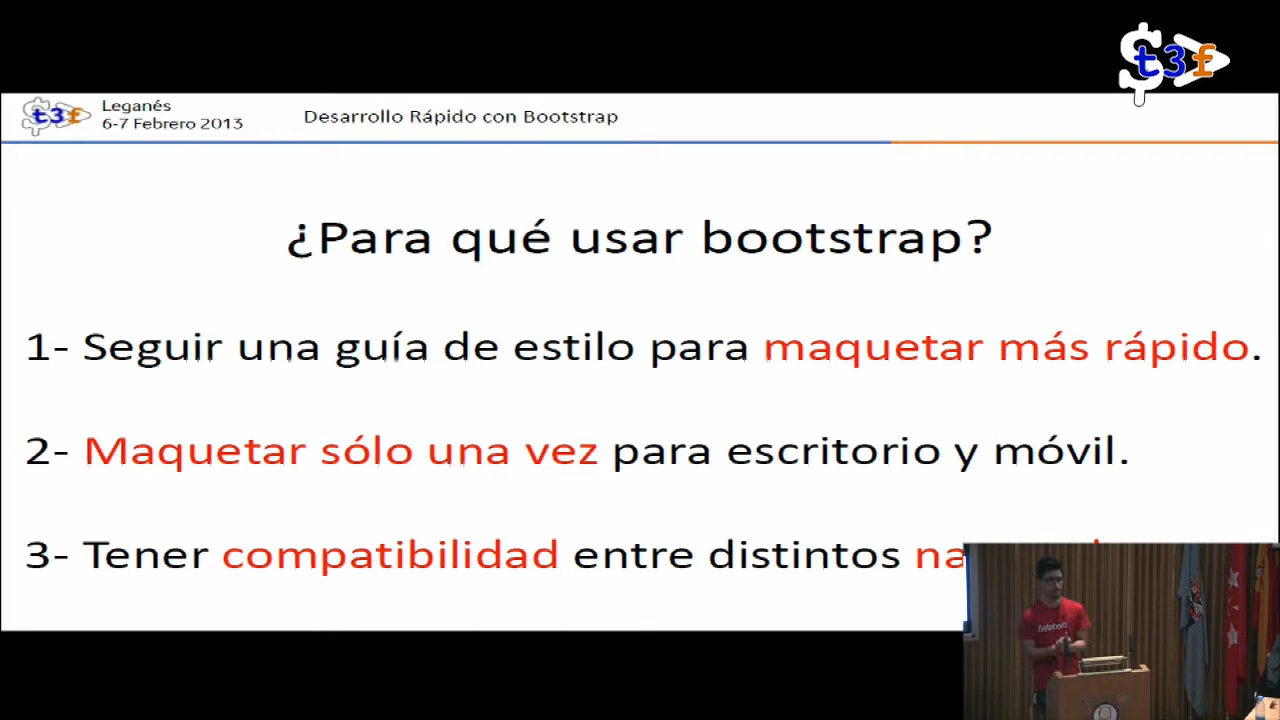 t3f
t3f
Leganés
6-7 Febrero 2013
Desarrollo Rápido con Bootstrap
¿Para qué usar bootstrap?
1- Seguir una guía de estilo para maquetar más rápido.
2- Maquetar sólo una vez para escritorio y móvil.
3- Tener compatibilidad entre distintos